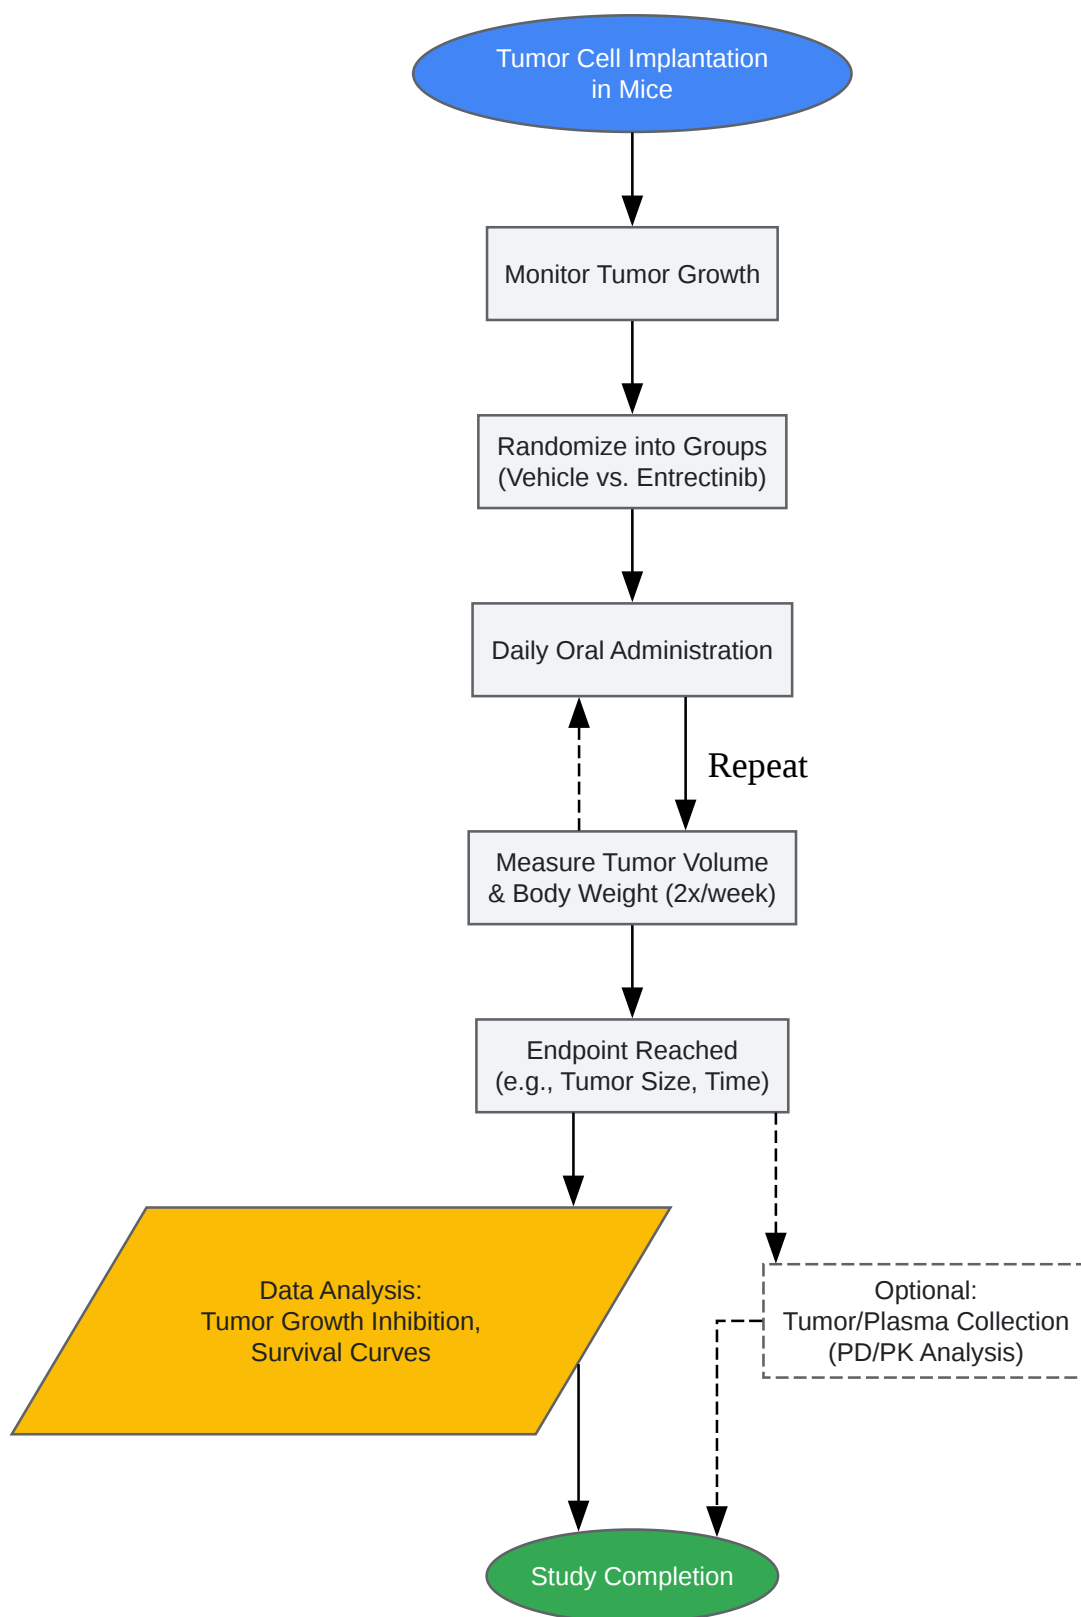 Tumor Cell Implantation
in Mice
Monitor Tumor Growth
Randomize into Groups
(Vehicle vs. Entrectinib)
Daily Oral Administration
Repeat
Measure Tumor Volume
& Body Weight (2x/week)
Endpoint Reached
(e.g., Tumor Size, Time)
Data Analysis:
Tumor Growth Inhibition,
Survival Curves
Optional:
Tumor/Plasma Collection
(PD/PK Analysis)
Study Completion